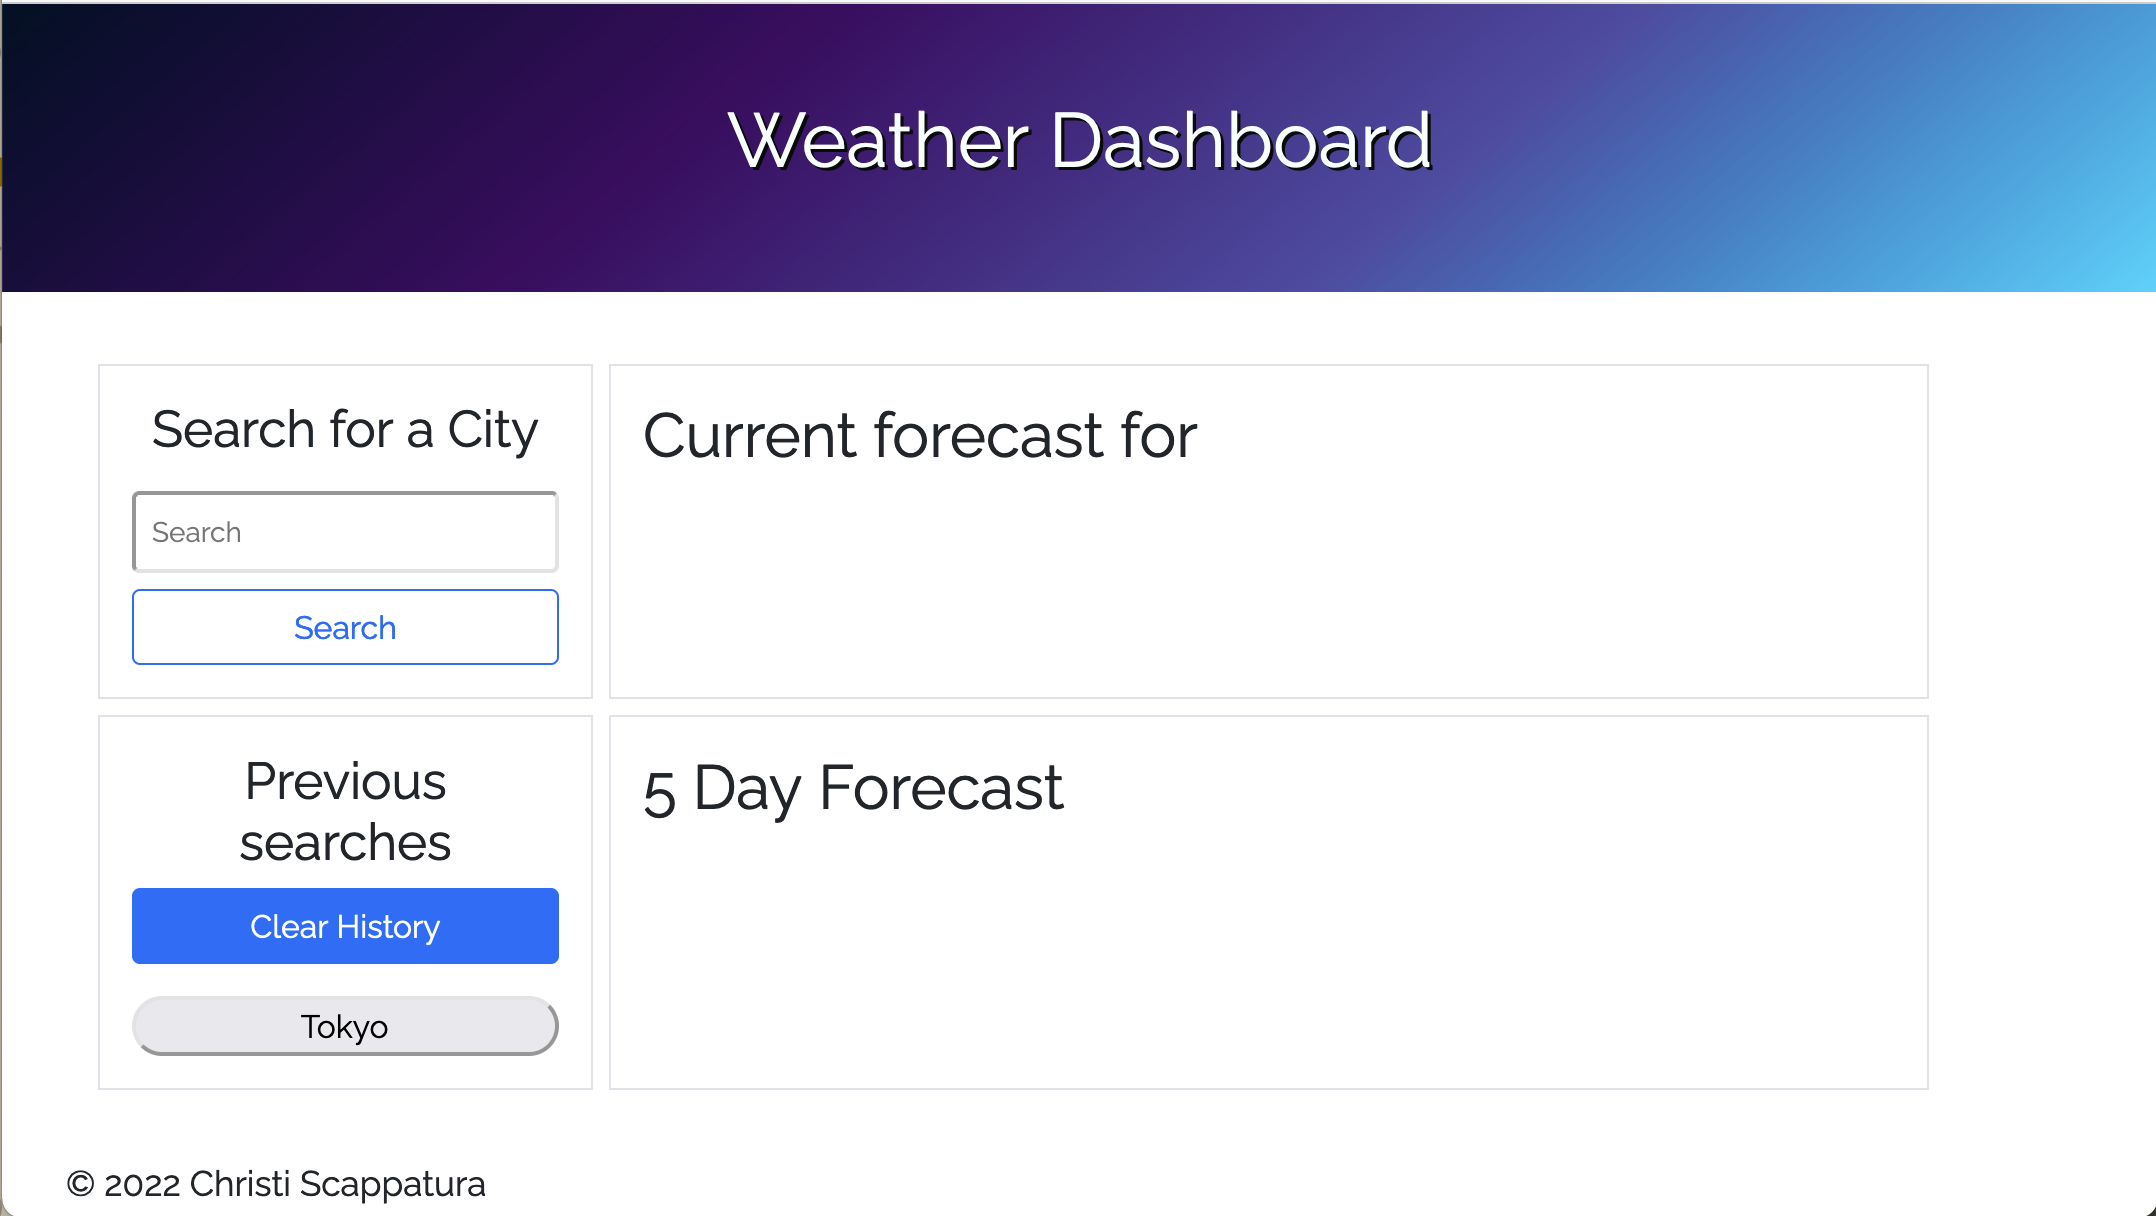 Weather Dashboard
Search for a City
Search
Search
Current forecast for
Previous
searches
Clear History
Tokyo
5 Day Forecast
© 2022 Christi Scappatura